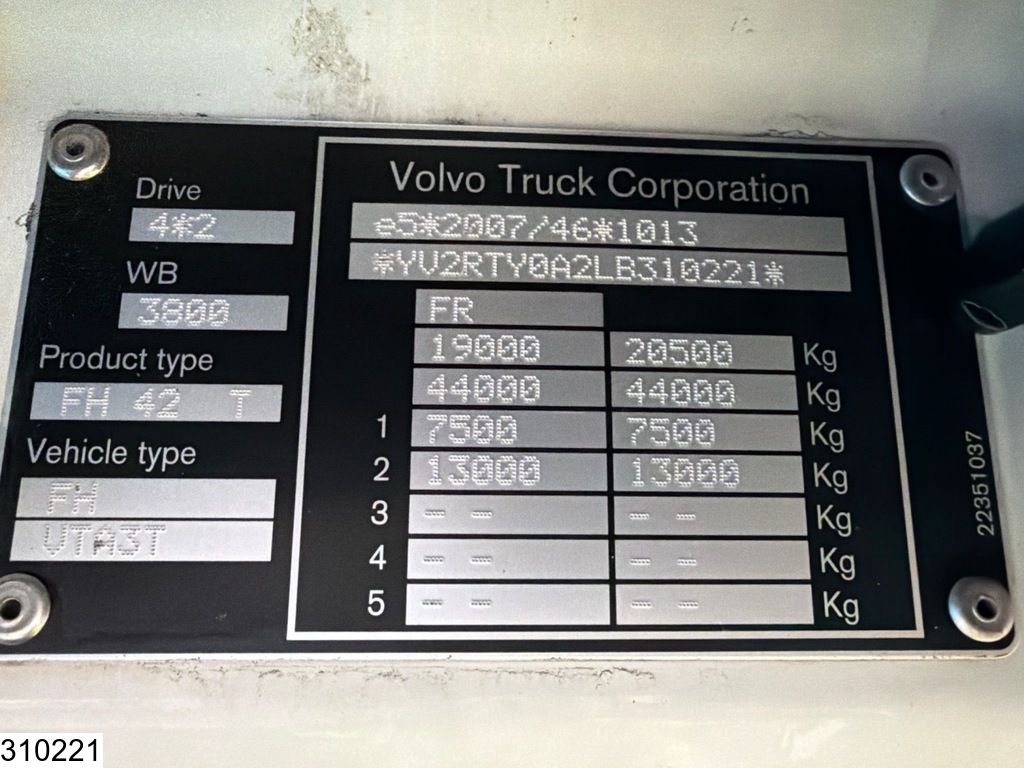 Drive
4*2
WB
3800
Product type
FH 42 T
Vehicle type
FH
VTA3T
Volvo Truck Corporation
e5*2007/46*1013
*YV2RTY0A2LB310221*
FR
19000 20500 Kg
44000 44000 Kg
1 7500 7500 Kg
2 13000 13000 Kg
3 -- -- -- -- Kg
4 -- -- -- -- Kg
5 -- -- -- -- Kg
22351037
310221